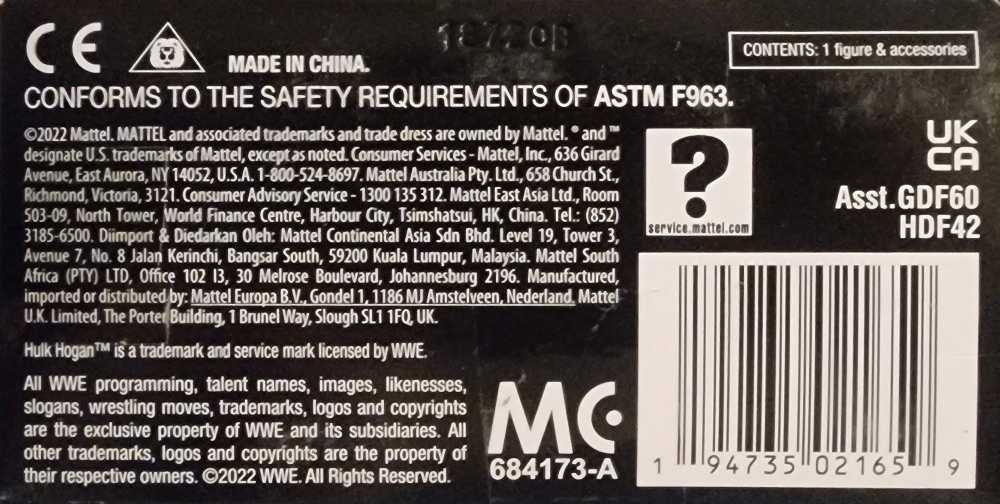 CE
MADE IN CHINA.
CONTENTS: 1 figure & accessories
CONFORMS TO THE SAFETY REQUIREMENTS OF ASTM F963.
©2022 Mattel. MATTEL and associated trademarks and trade dress are owned by Mattel. ® and ™
designate U.S. trademarks of Mattel, except as noted. Consumer Services - Mattel, Inc., 636 Girard
Avenue, East Aurora, NY 14052, U.S.A. 1-800-524-8697. Mattel Australia Pty. Ltd., 658 Church St.,
Richmond, Victoria, 3121. Consumer Advisory Service - 1300 135 312. Mattel East Asia Ltd., Room
503-09, North Tower, World Finance Centre, Harbour City, Tsimshatsui, HK, China. Tel.: (852)
3185-6500. Diimport & Diedarkan Oleh: Mattel Continental Asia Sdn Bhd. Level 19, Tower 3,
Avenue 7, No. 8 Jalan Kerinchi, Bangsar South, 59200 Kuala Lumpur, Malaysia. Mattel South
Africa (PTY) LTD, Office 102 I3, 30 Melrose Boulevard, Johannesburg 2196. Manufactured,
imported or distributed by: Mattel Europa B.V., Gondel 1, 1186 MJ Amstelveen, Nederland. Mattel
U.K. Limited, The Porter Building, 1 Brunel Way, Slough SL1 1FQ, UK.
Hulk Hogan™ is a trademark and service mark licensed by WWE.
All WWE programming, talent names, images, likenesses,
slogans, wrestling moves, trademarks, logos and copyrights
are the exclusive property of WWE and its subsidiaries. All
other trademarks, logos and copyrights are the property of
their respective owners. ©2022 WWE. All Rights Reserved.
?
service.mattel.com
UK
CA
Asst.GDF60
HDF42
MC
684173-A
1 94735 02165 9